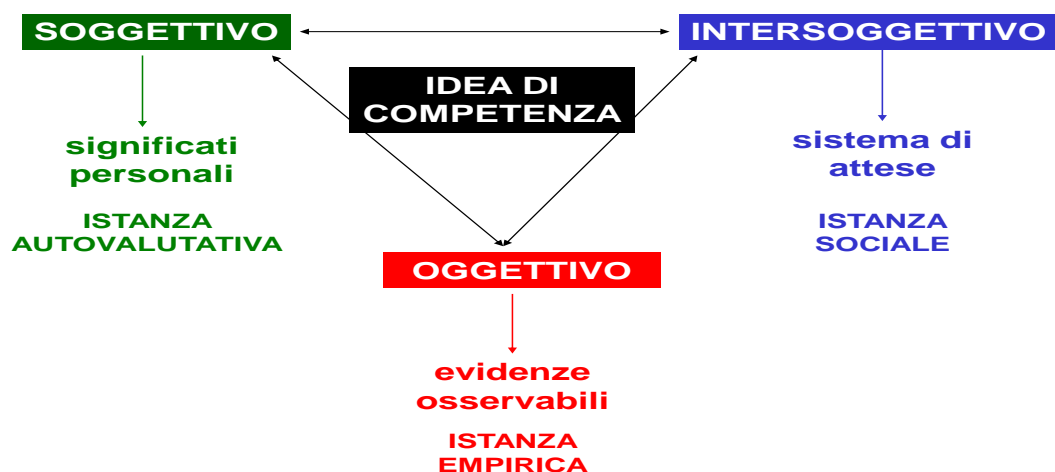 SOGGETTIVO
INTERSOGGETTIVO
IDEA DI
COMPETENZA
significati
personali
ISTANZA
AUTOVALUTATIVA
sistema di
attese
ISTANZA
SOCIALE
OGGETTIVO
evidenze
osservabili
ISTANZA
EMPIRICA